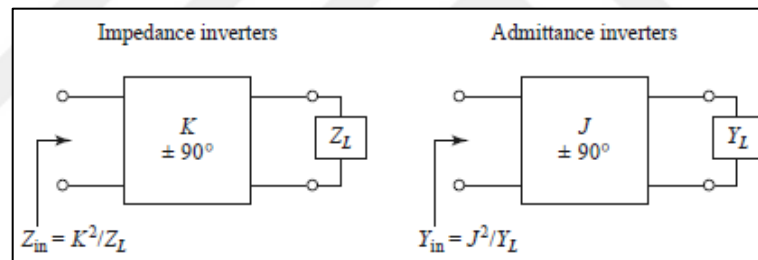 Impedance inverters
K
± 90°
Z_L
Z_in = K²/Z_L
Admittance inverters
J
± 90°
Y_L
Y_in = J²/Y_L